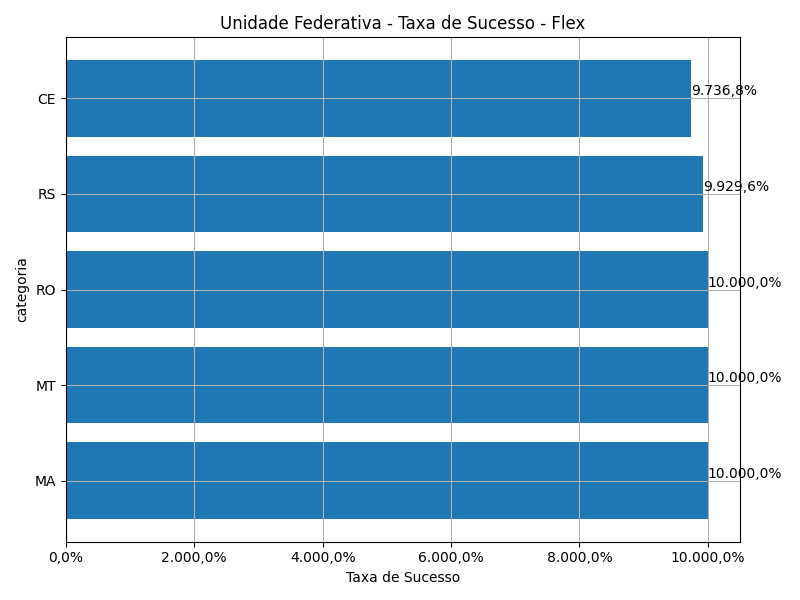 Unidade Federativa - Taxa de Sucesso - Flex
CE
9.736,8%
RS
9.929,6%
categoria
RO
10.000,0%
MT
10.000,0%
MA
10.000,0%
0,0%
2.000,0%
4.000,0%
6.000,0%
8.000,0%
10.000,0%
Taxa de Sucesso